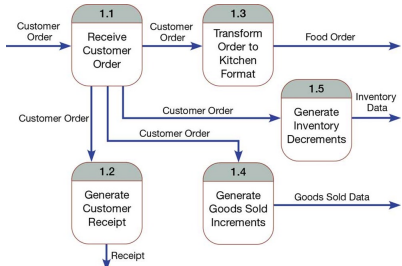 Customer
Order
1.1
Receive
Customer
Order
Customer
Order
1.3
Transform
Order to
Kitchen
Format
Food Order
1.5
Generate
Inventory
Decrements
Inventory
Data
Customer Order
Customer Order
Customer Order
1.2
Generate
Customer
Receipt
1.4
Generate
Goods Sold
Increments
Goods Sold Data
Receipt